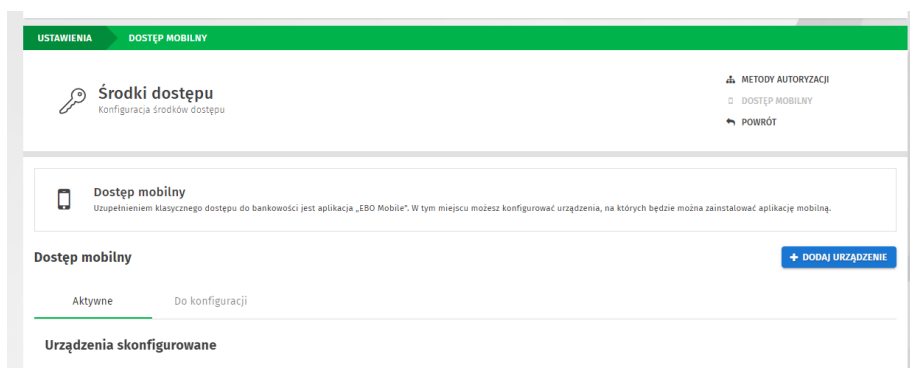 USTAWIENIA
DOSTĘP MOBILNY
Środki dostępu
Konfiguracja środków dostępu
METODY AUTORYZACJI
DOSTĘP MOBILNY
POWRÓT
Dostęp mobilny
Uzupełnieniem klasycznego dostępu do bankowości jest aplikacja „EBO Mobile”. W tym miejscu możesz konfigurować urządzenia, na których będzie można zainstalować aplikację mobilną.
Dostęp mobilny
+ DODAJ URZĄDZENIE
Aktywne
Do konfiguracji
Urządzenia skonfigurowane